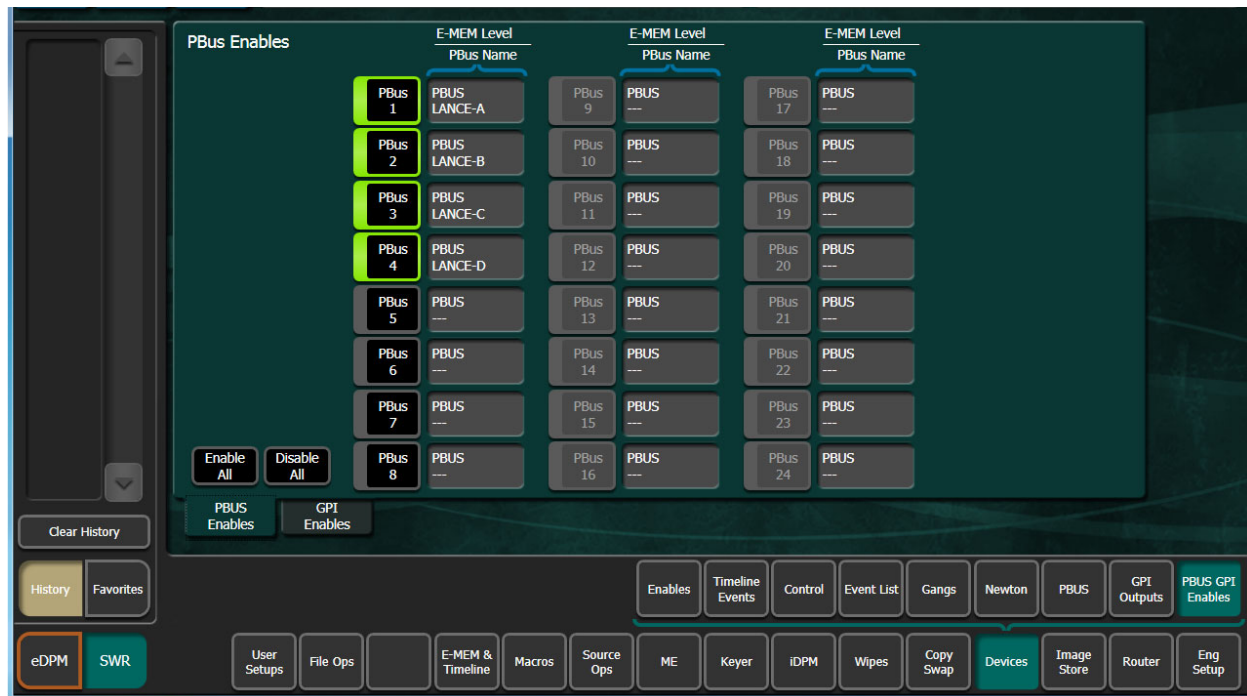 PBus Enables
E-MEM Level
PBus Name
E-MEM Level
PBus Name
E-MEM Level
PBus Name
PBus
1
PBUS
LANCE-A
PBus
9
PBUS
---
PBus
17
PBUS
---
PBus
2
PBUS
LANCE-B
PBus
10
PBUS
---
PBus
18
PBUS
---
PBus
3
PBUS
LANCE-C
PBus
11
PBUS
---
PBus
19
PBUS
---
PBus
4
PBUS
LANCE-D
PBus
12
PBUS
---
PBus
20
PBUS
---
PBus
5
PBUS
---
PBus
13
PBUS
---
PBus
21
PBUS
---
PBus
6
PBUS
---
PBus
14
PBUS
---
PBus
22
PBUS
---
PBus
7
PBUS
---
PBus
15
PBUS
---
PBus
23
PBUS
---
Enable
All
Disable
All
PBus
8
PBUS
---
PBus
16
PBUS
---
PBus
24
PBUS
---
PBUS
Enables
GPI
Enables
Clear History
History
Favorites
Enables
Timeline
Events
Control
Event List
Gangs
Newton
PBUS
GPI
Outputs
PBUS GPI
Enables
eDPM
SWR
User
Setups
File Ops
E-MEM &
Timeline
Macros
Source
Ops
ME
Keyer
iDPM
Wipes
Copy
Swap
Devices
Image
Store
Router
Eng
Setup